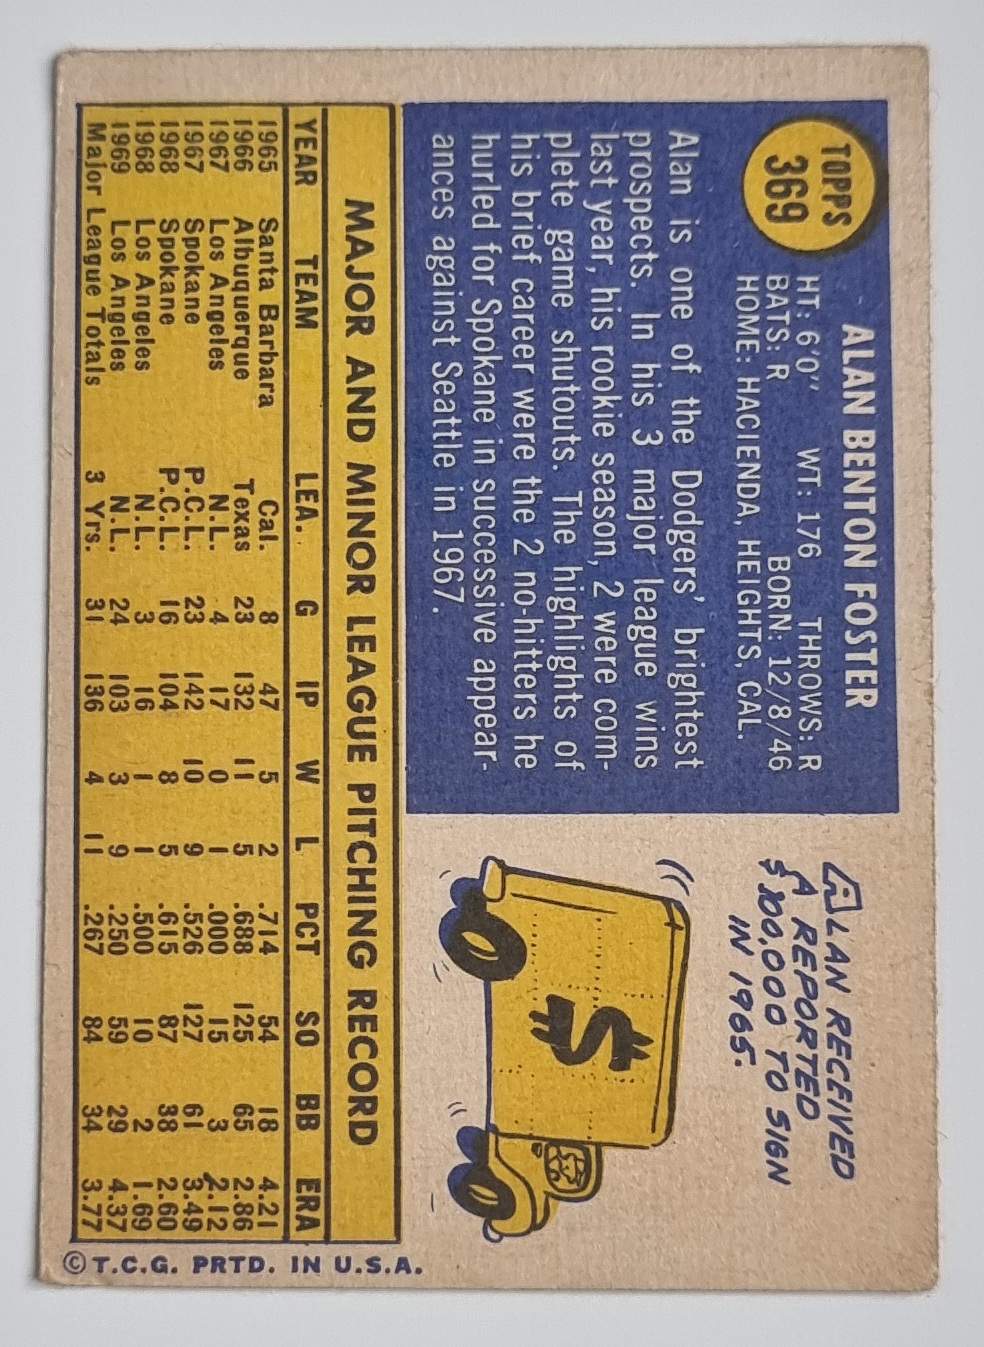 TOPPS
369
ALAN BENTON FOSTER
HT: 6'0" WT: 176 THROWS: R
BATS: R BORN: 12/8/46
HOME: HACIENDA, HEIGHTS, CAL.
Alan is one of the Dodgers' brightest
prospects. In his 3 major league wins
last year, his rookie season, 2 were com-
plete game shutouts. The highlights of
his brief career were the 2 no-hitters he
hurled for Spokane in successive appear-
ances against Seattle in 1967.
ALAN RECEIVED
A REPORTED
$100,000 TO SIGN
IN 1965.
$
MAJOR AND MINOR LEAGUE PITCHING RECORD
YEAR TEAM LEA. G IP W L PCT SO BB ERA
1965 Santa Barbara Cal. 8 47 5 2 .714 54 18 4.21
1966 Albuquerque Texas 23 132 11 5 .688 125 65 2.86
1967 Los Angeles N.L. 4 17 0 1 .000 15 3 2.12
1967 Spokane P.C.L. 23 142 10 9 .526 127 61 3.49
1968 Spokane P.C.L. 16 104 8 5 .615 87 38 2.60
1968 Los Angeles N.L. 3 16 1 1 .500 10 2 1.69
1969 Los Angeles N.L. 24 103 3 9 .250 59 29 4.37
Major League Totals 3 Yrs. 31 136 4 11 .267 84 34 3.77
© T.C.G. PRTD. IN U.S.A.